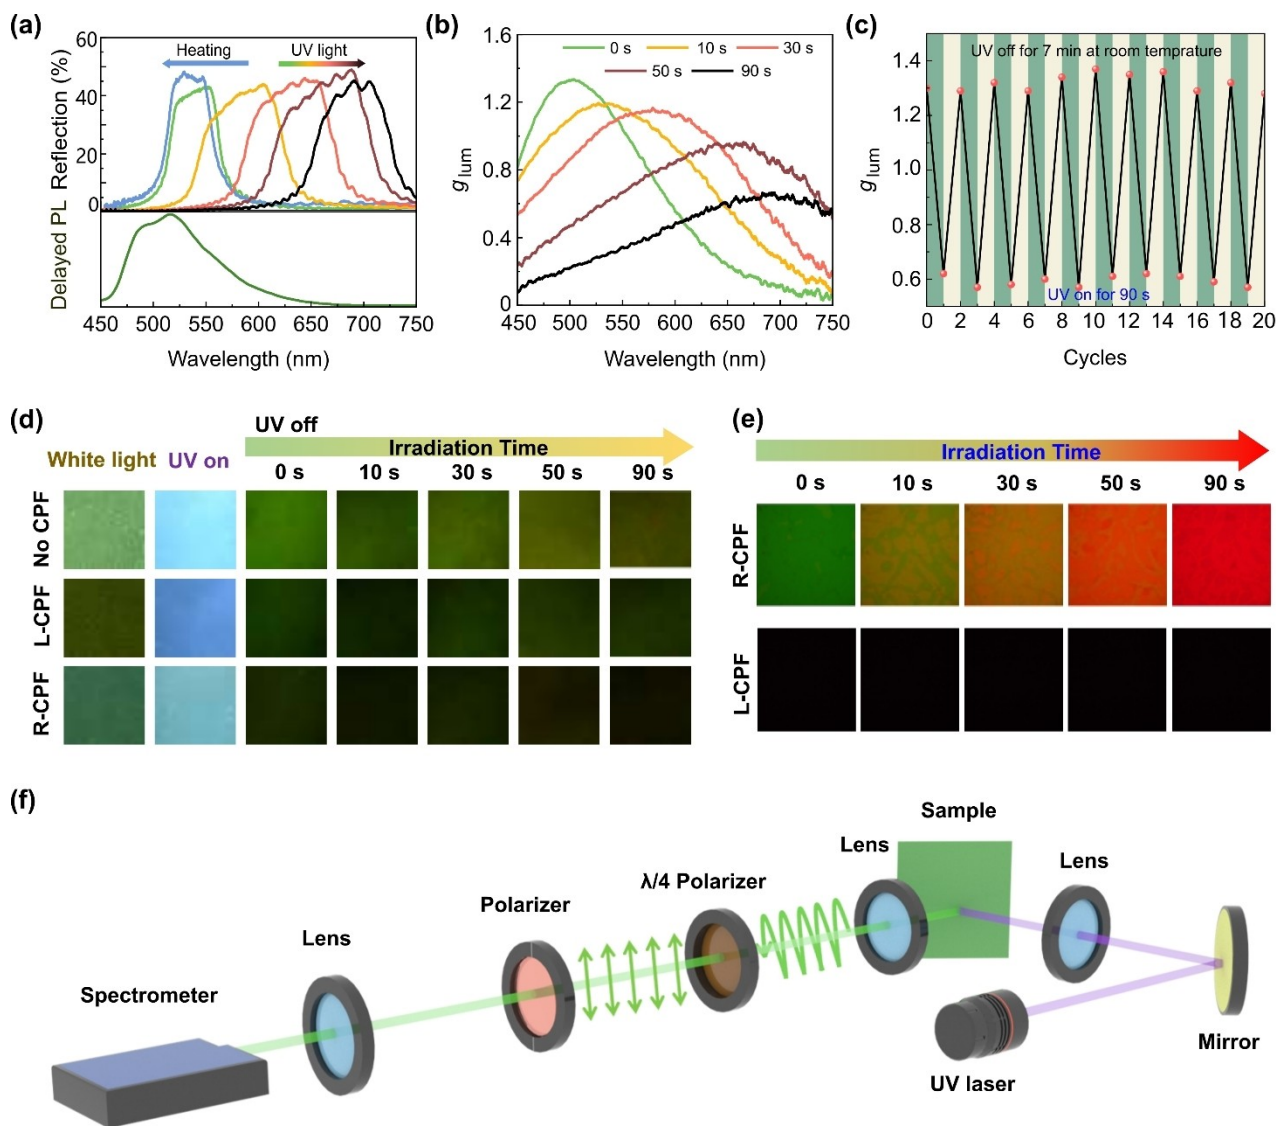 (a)
Delayed PL Reflection (%)
60
40
20
0
Heating
UV light
450 500 550 600 650 700 750
Wavelength (nm)
(b)
glum
1.6
1.2
0.8
0.4
0
0 s 10 s 30 s
50 s 90 s
450 500 550 600 650 700 750
Wavelength (nm)
(c)
glum
1.4
1.2
1.0
0.8
0.6
UV off for 7 min at room temprature
UV on for 90 s
0 2 4 6 8 10 12 14 16 18 20
Cycles
(d)
UV off
Irradiation Time
White light UV on 0 s 10 s 30 s 50 s 90 s
No CPF
L-CPF
R-CPF
(e)
Irradiation Time
0 s 10 s 30 s 50 s 90 s
R-CPF
L-CPF
(f)
Spectrometer
Lens
Polarizer
λ/4 Polarizer
Lens
Sample
Lens
Mirror
UV laser